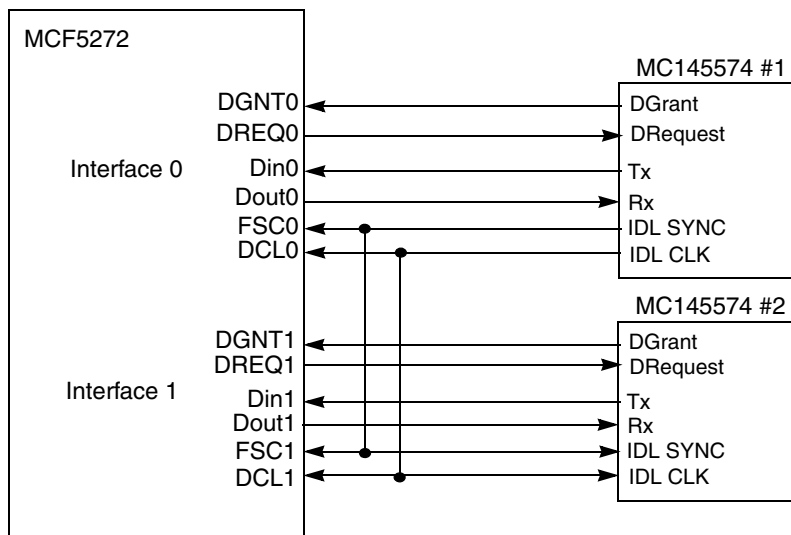 MCF5272
MC145574 #1
DGNT0
DGrant
DREQ0
DRequest
Interface 0
Din0
Tx
Dout0
Rx
FSC0
IDL SYNC
DCL0
IDL CLK
MC145574 #2
DGNT1
DGrant
DREQ1
DRequest
Interface 1
Din1
Tx
Dout1
Rx
FSC1
IDL SYNC
DCL1
IDL CLK